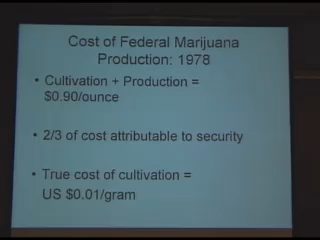 Cost of Federal Marijuana
Production: 1978
• Cultivation + Production =
$0.90/ounce
• 2/3 of cost attributable to security
• True cost of cultivation =
US $0.01/gram